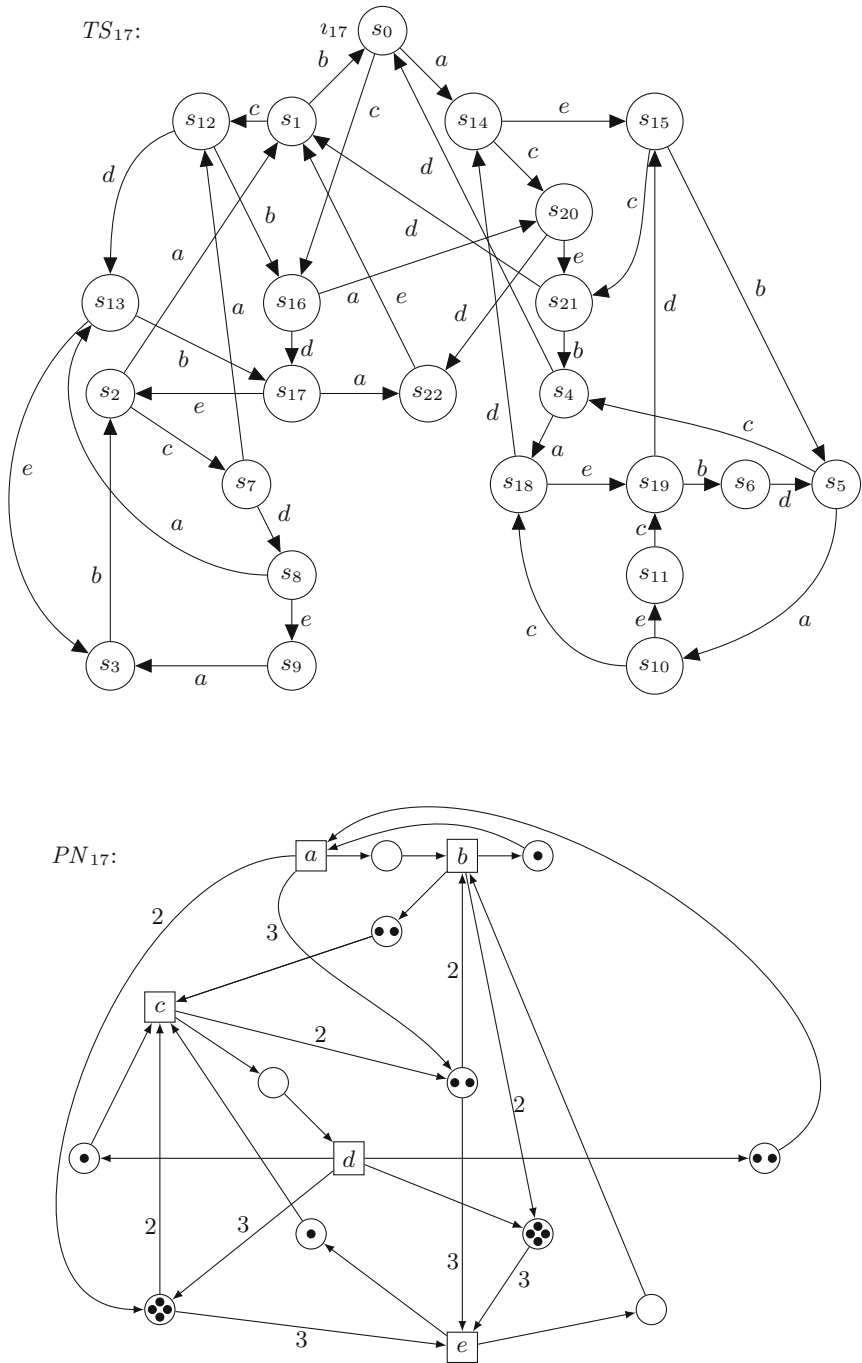 TS₁₇:
ı₁₇ s₀
b a
c
s₁₂ c s₁ s₁₄ e s₁₅
d b d c c
s₂₀
a a d e
s₁₃ s₁₆ a e s₂₁ b
b d d d b
s₂ e s₁₇ a s₂₂ s₄
c d a c
e s₇ s₁₈ e s₁₉ b s₆ d s₅
a d c
b s₈ s₁₁
e c e a
s₃ a s₉ s₁₀
PN₁₇:
a b
2 3
2
c
2
2
d
2 3
3 3
3
e